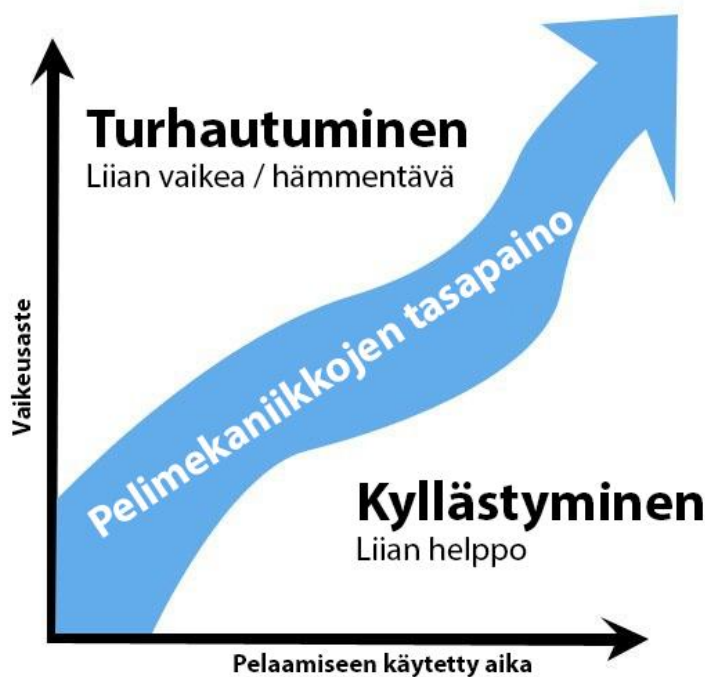 Turhautuminen
Liian vaikea / hämmentävä
Pelimekaniikkojen tasapaino
Vaikeusaste
Kyllästyminen
Liian helppo
Pelaamiseen käytetty aika